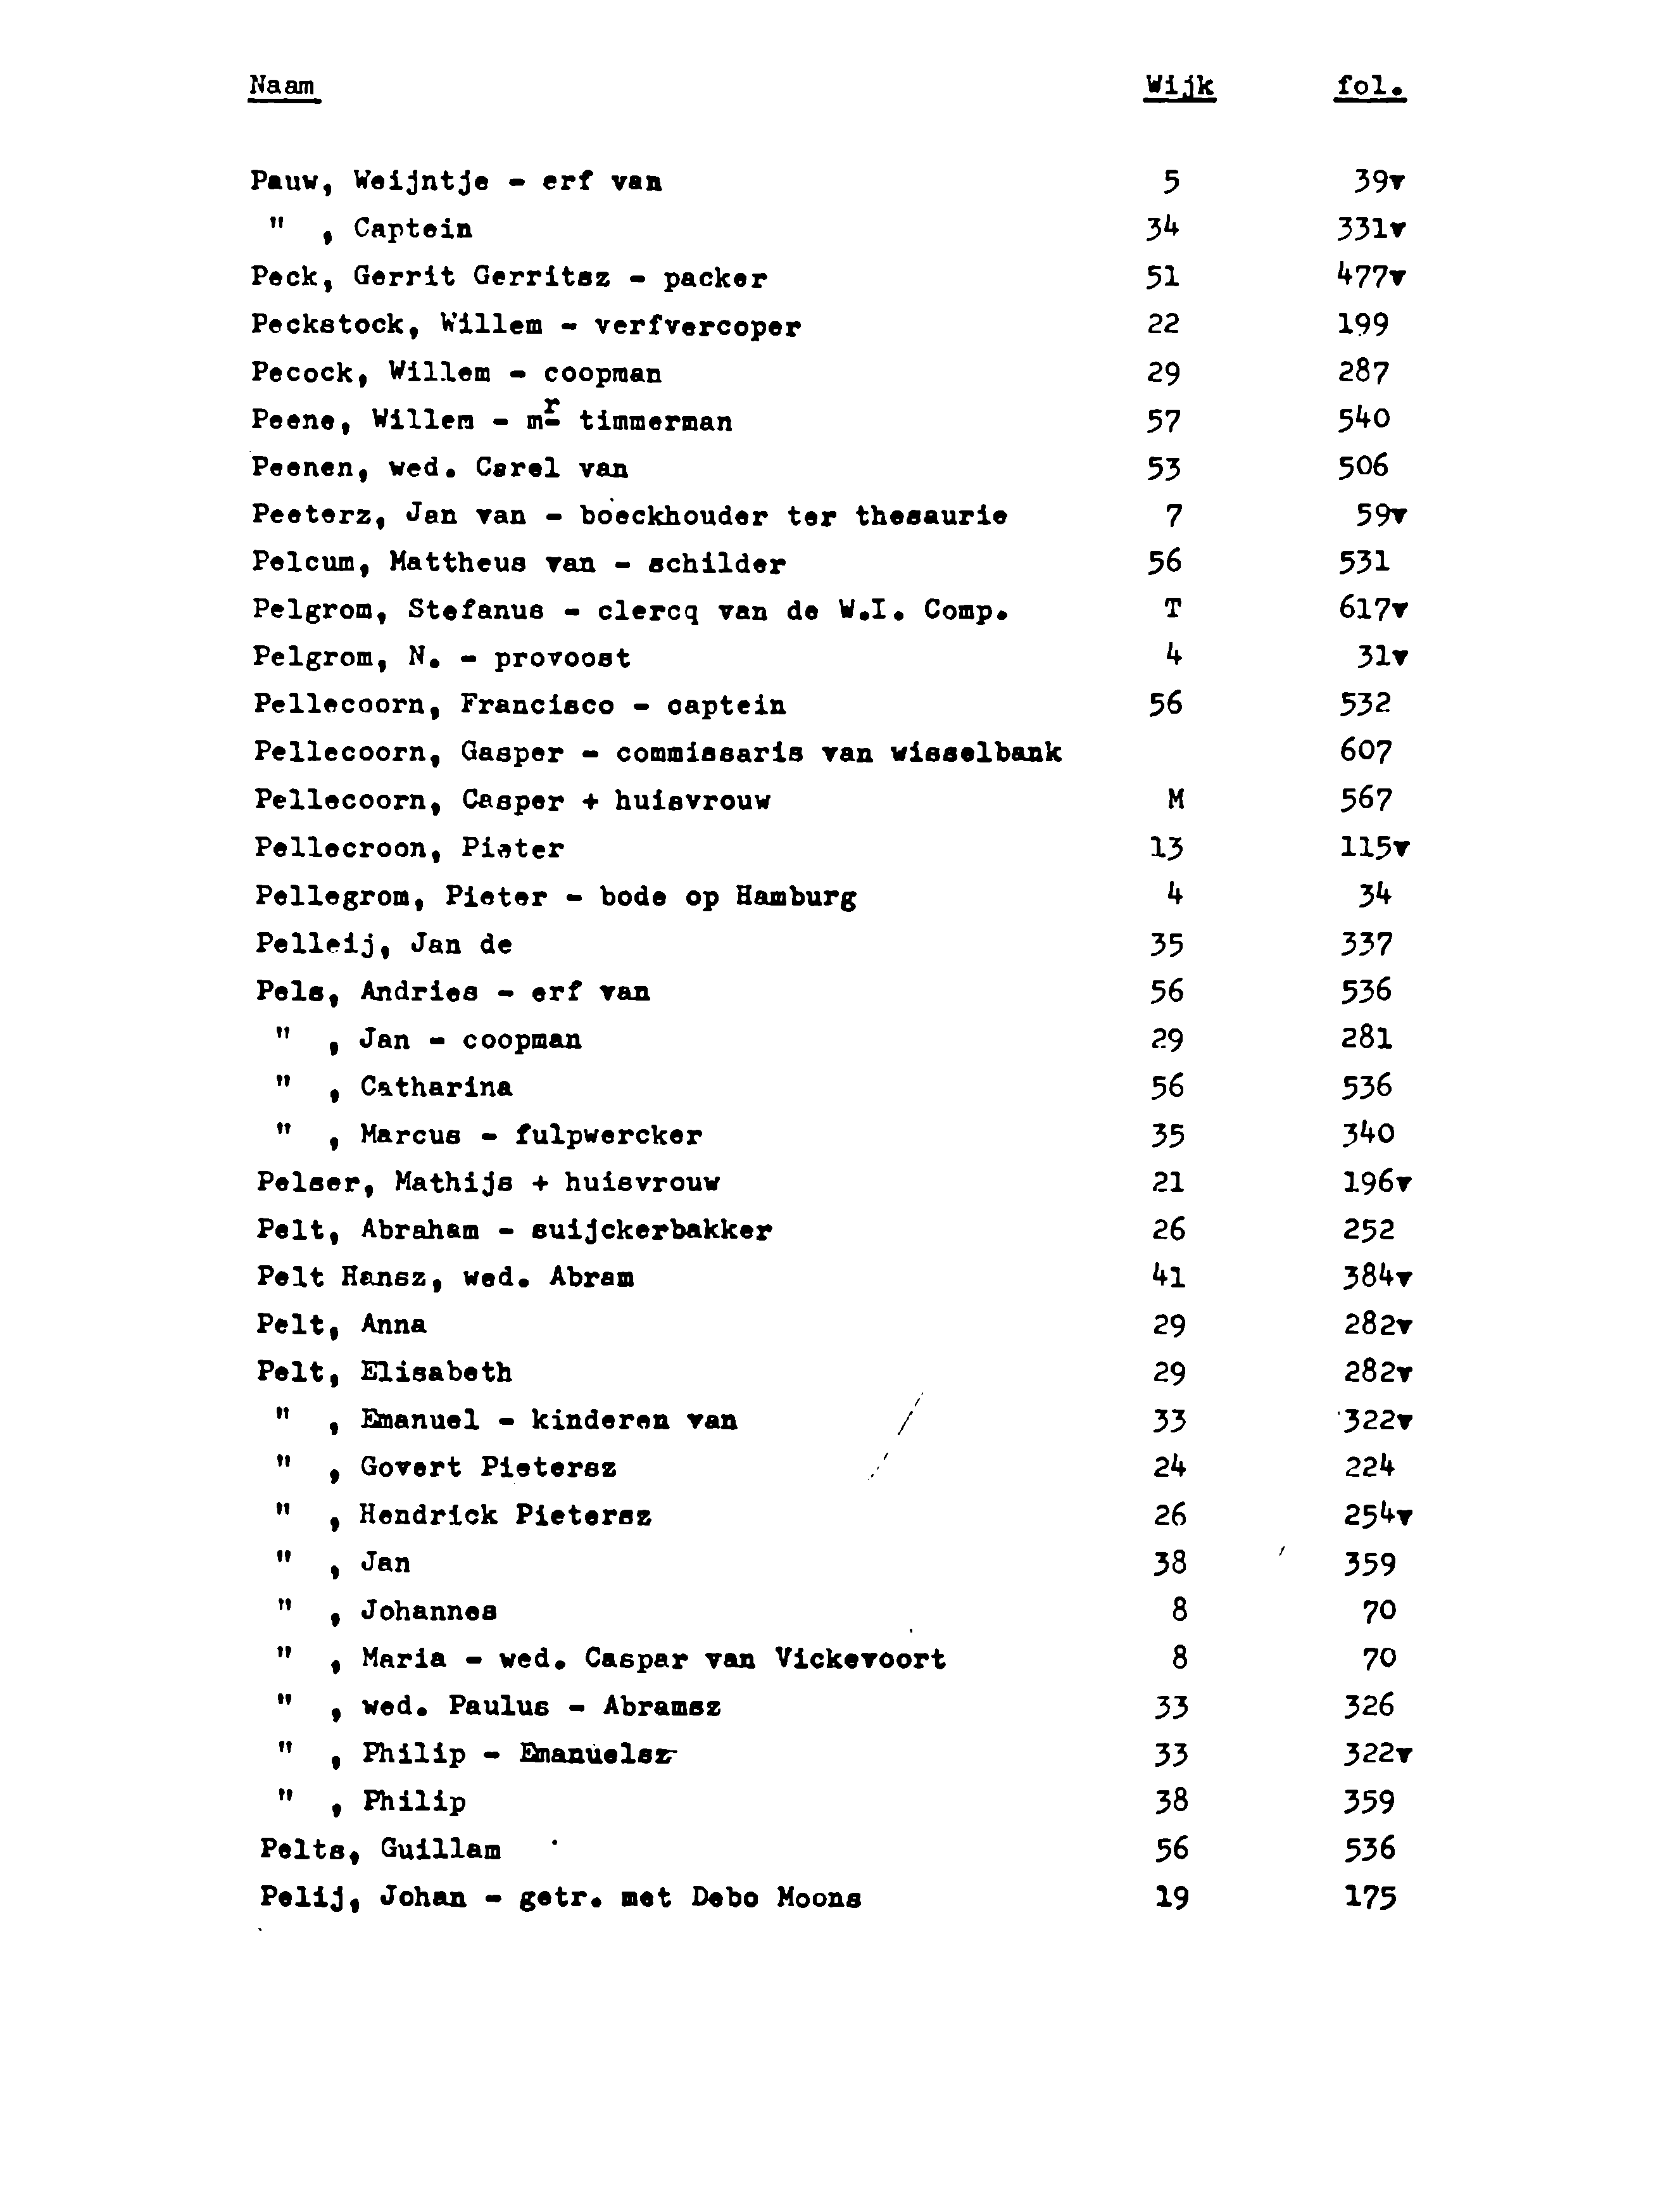 Naam Wijk fol.
Pauw, Weijntje - erf van 5 39v
" , Captein 34 331v
Peck, Gerrit Gerritsz - packer 51 477v
Peckstock, Willem - verfvercoper 22 199
Pecock, Willem - coopman 29 287
Peene, Willem - mr timmerman 57 540
Peenen, wed. Carel van 53 506
Peeterz, Jan van - boeckhouder ter thesaurie 7 59v
Pelcum, Mattheus van - schilder 56 531
Pelgrom, Stefanus - clercq van de W.I. Comp. T 617v
Pelgrom, N. - provoost 4 31v
Pellecoorn, Francisco - captein 56 532
Pellecoorn, Gasper - commissaris van wisselbank 607
Pellecoorn, Casper + huisvrouw M 567
Pellecroon, Pieter 13 115v
Pellegrom, Pieter - bode op Hamburg 4 34
Pelleij, Jan de 35 337
Pels, Andries - erf van 56 536
" , Jan - coopman 29 281
" , Catharina 56 536
" , Marcus - fulpwercker 35 340
Pelser, Mathijs + huisvrouw 21 196v
Pelt, Abraham - suijckerbakker 26 252
Pelt Hansz, wed. Abram 41 384v
Pelt, Anna 29 282v
Pelt, Elisabeth 29 282v
" , Emanuel - kinderen van 33 322v
" , Govert Pietersz 24 224
" , Hendrick Pietersz 26 254v
" , Jan 38 359
" , Johannes 8 70
" , Maria - wed. Caspar van Vickevoort 8 70
" , wed. Paulus - Abramsz 33 326
" , Philip - Emanuelsz 33 322v
" , Philip 38 359
Pelts, Guillam 56 536
Pelij, Johan - getr. met Debo Moons 19 175